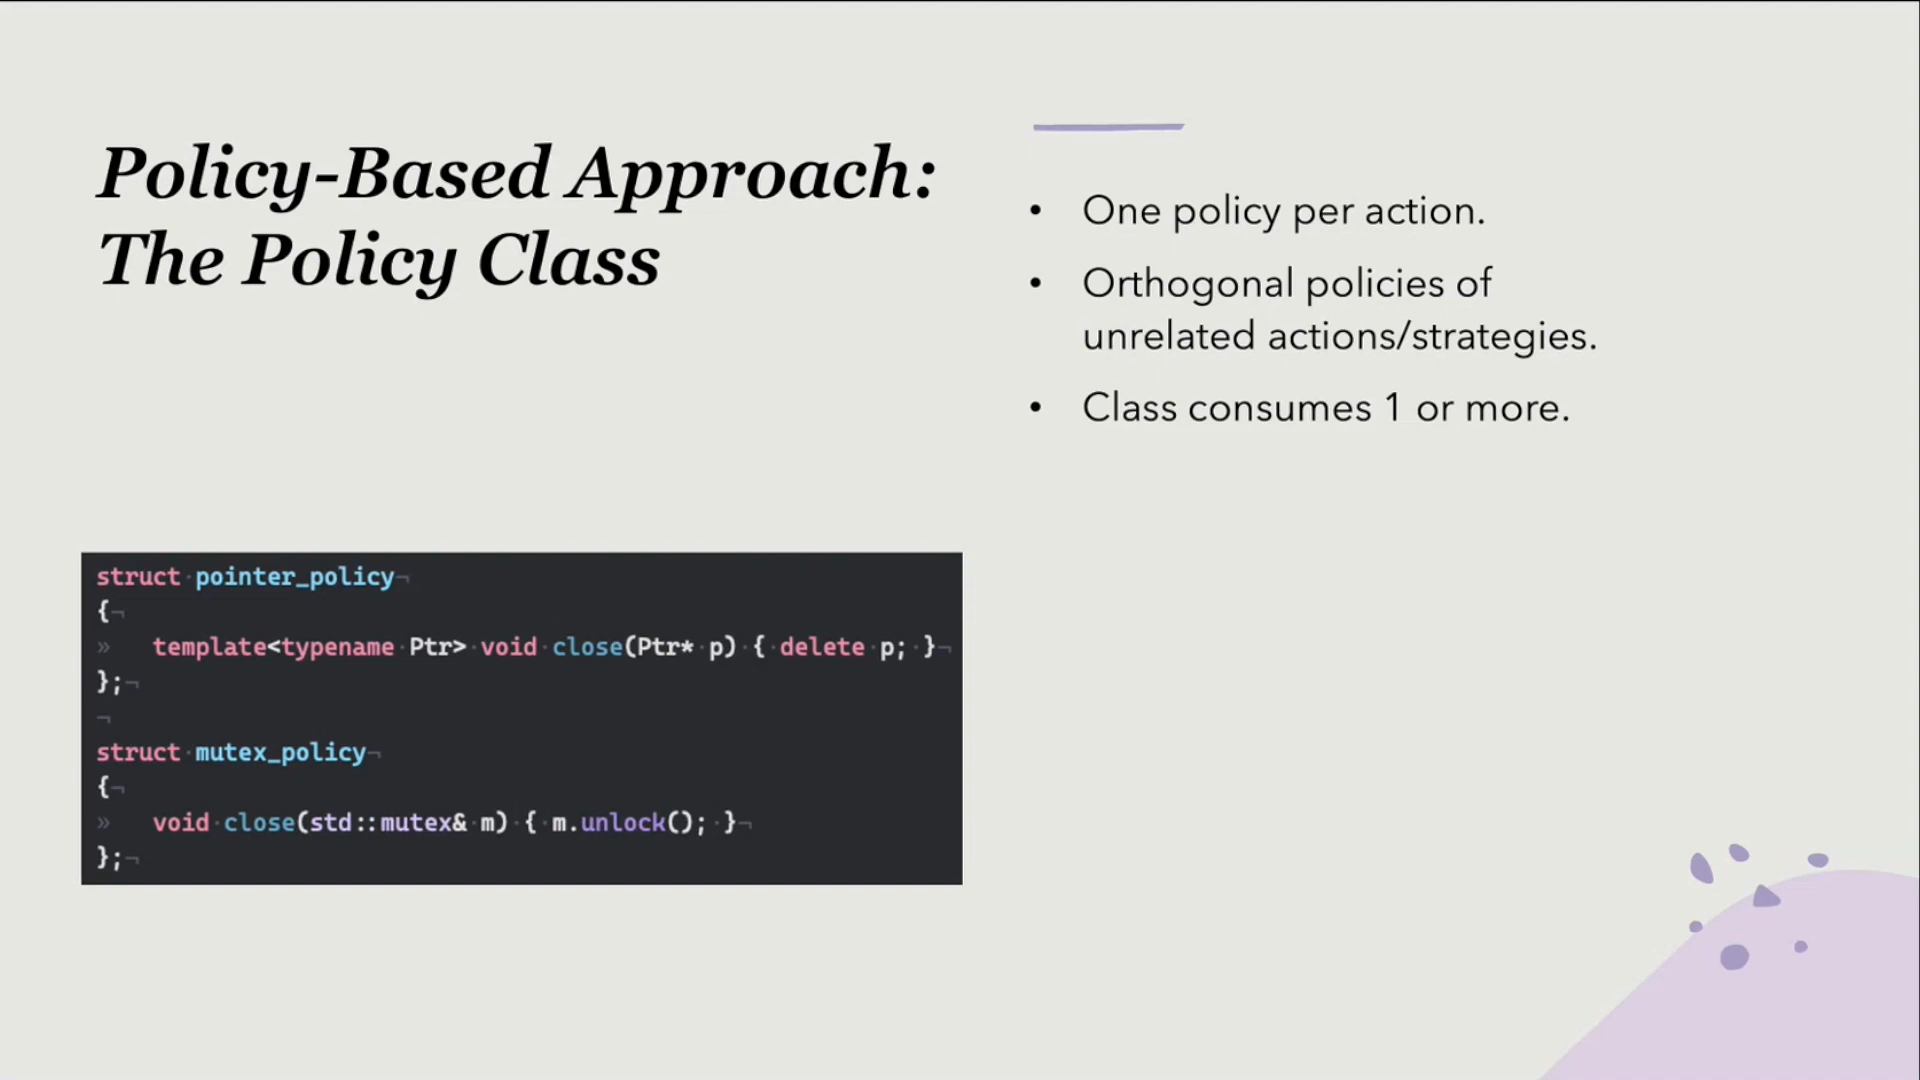 Policy-Based Approach:
The Policy Class
• One policy per action.
• Orthogonal policies of
unrelated actions/strategies.
• Class consumes 1 or more.
struct·pointer_policy¬
{¬
»   template<typename·Ptr>·void·close(Ptr*·p)·{·delete·p;·}¬
};¬
¬
struct·mutex_policy¬
{¬
»   void·close(std::mutex&·m)·{·m.unlock();·}¬
};¬